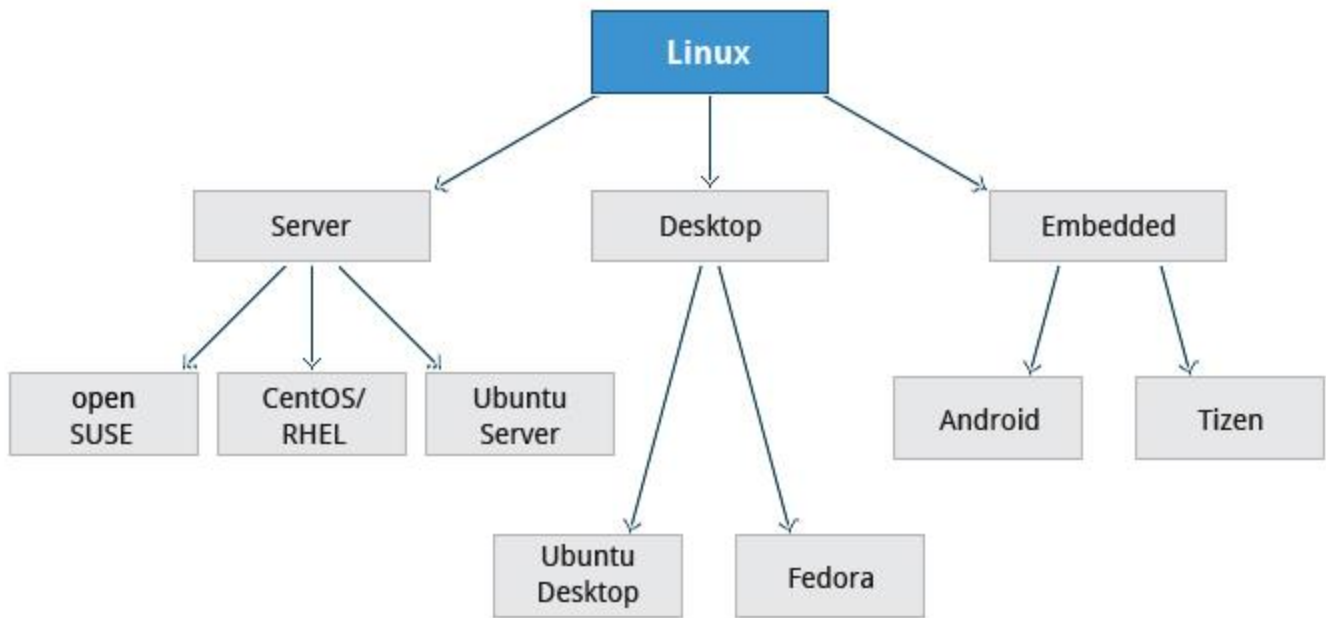 Linux
Server
Desktop
Embedded
open
SUSE
CentOS/
RHEL
Ubuntu
Server
Android
Tizen
Ubuntu
Desktop
Fedora